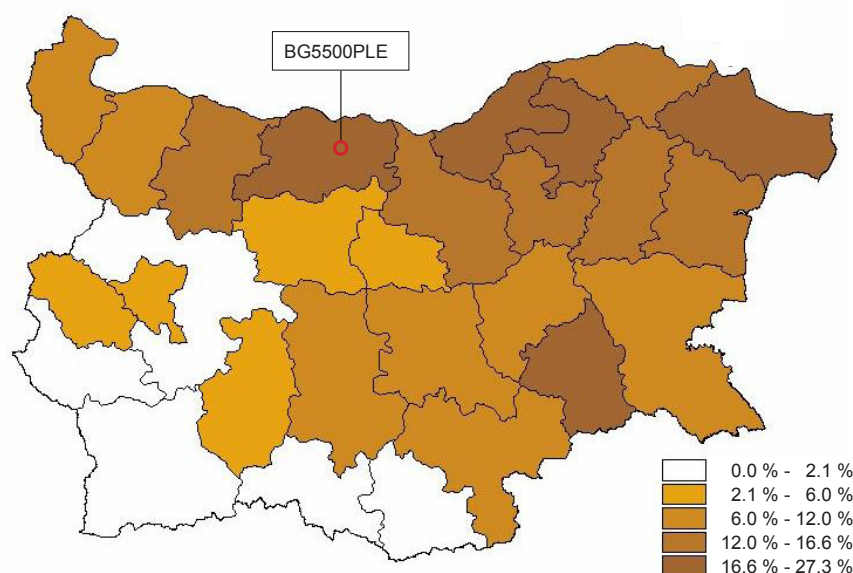 BG5500PLE
0.0 % - 2.1 %
2.1 % - 6.0 %
6.0 % - 12.0 %
12.0 % - 16.6 %
16.6 % - 27.3 %